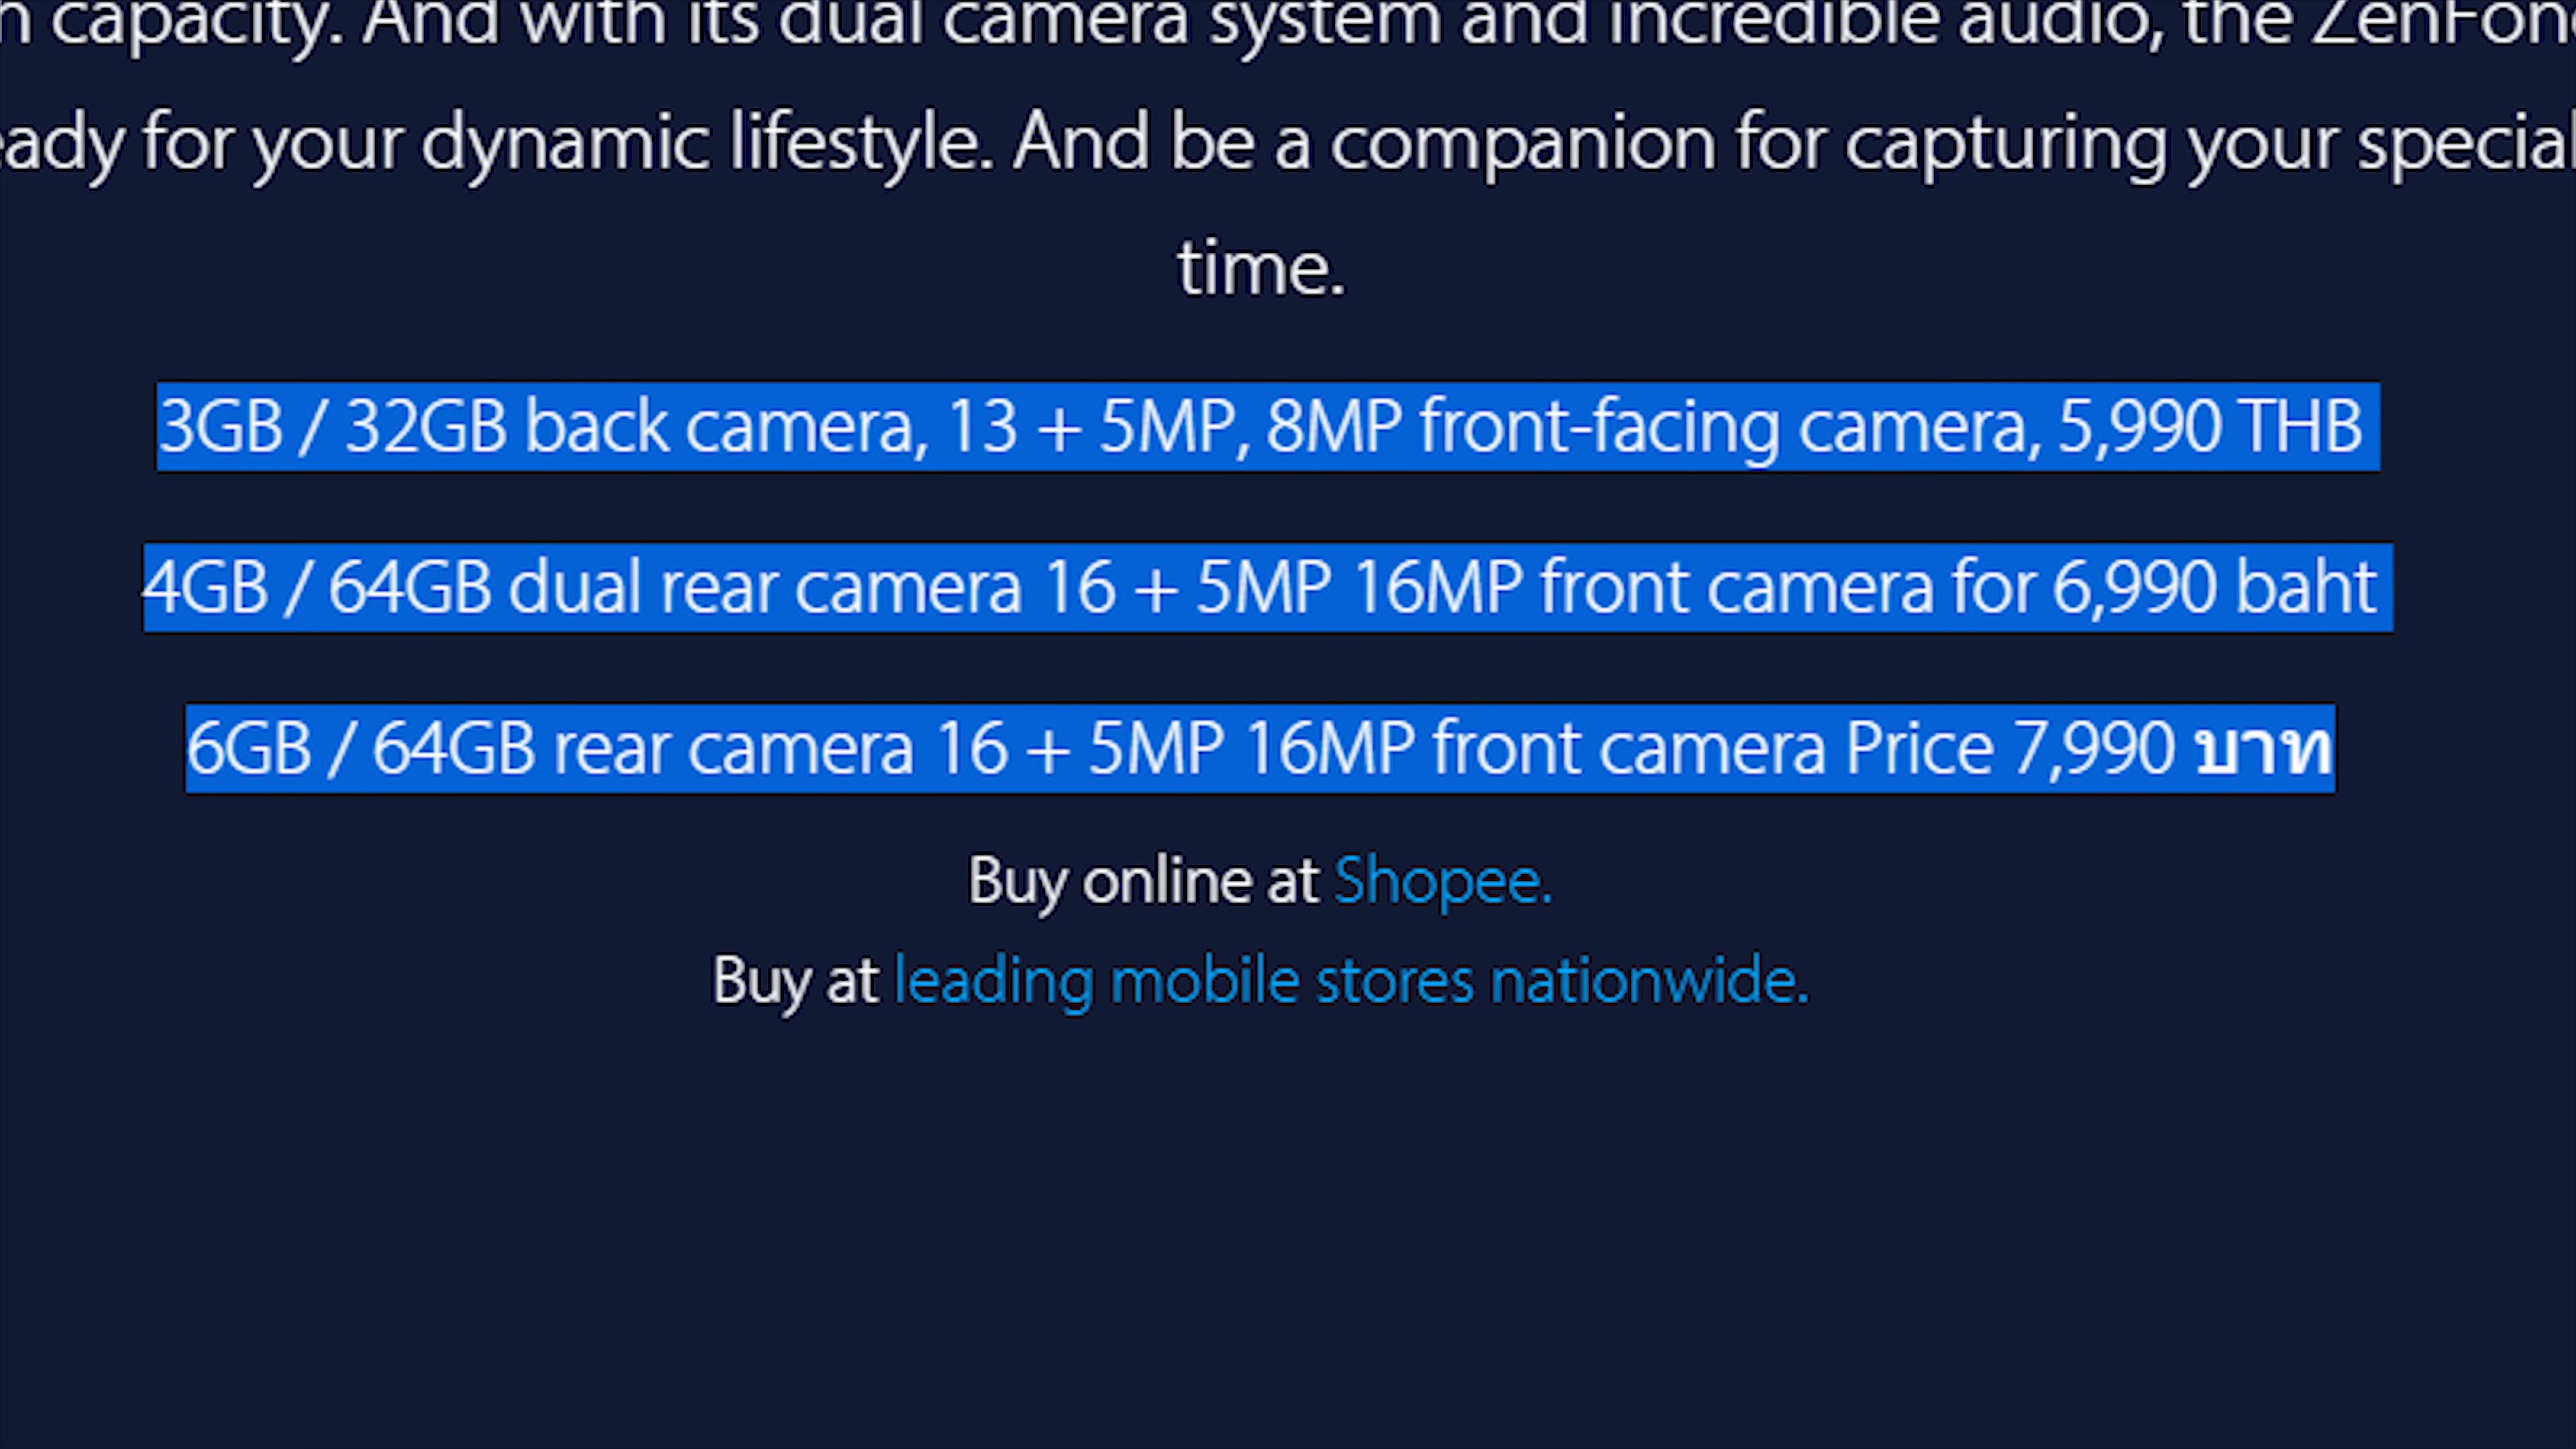 capacity. And with its dual camera system and incredible audio, the
for your dynamic lifestyle. And be a companion for capturing your special
time.
3GB / 32GB back camera, 13 + 5MP, 8MP front-facing camera, 5,990 THB
4GB / 64GB dual rear camera 16 + 5MP 16MP front camera for 6,990 baht
6GB / 64GB rear camera 16 + 5MP 16MP front camera Price 7,990 บาท
Buy online at Shopee.
Buy at leading mobile stores nationwide.